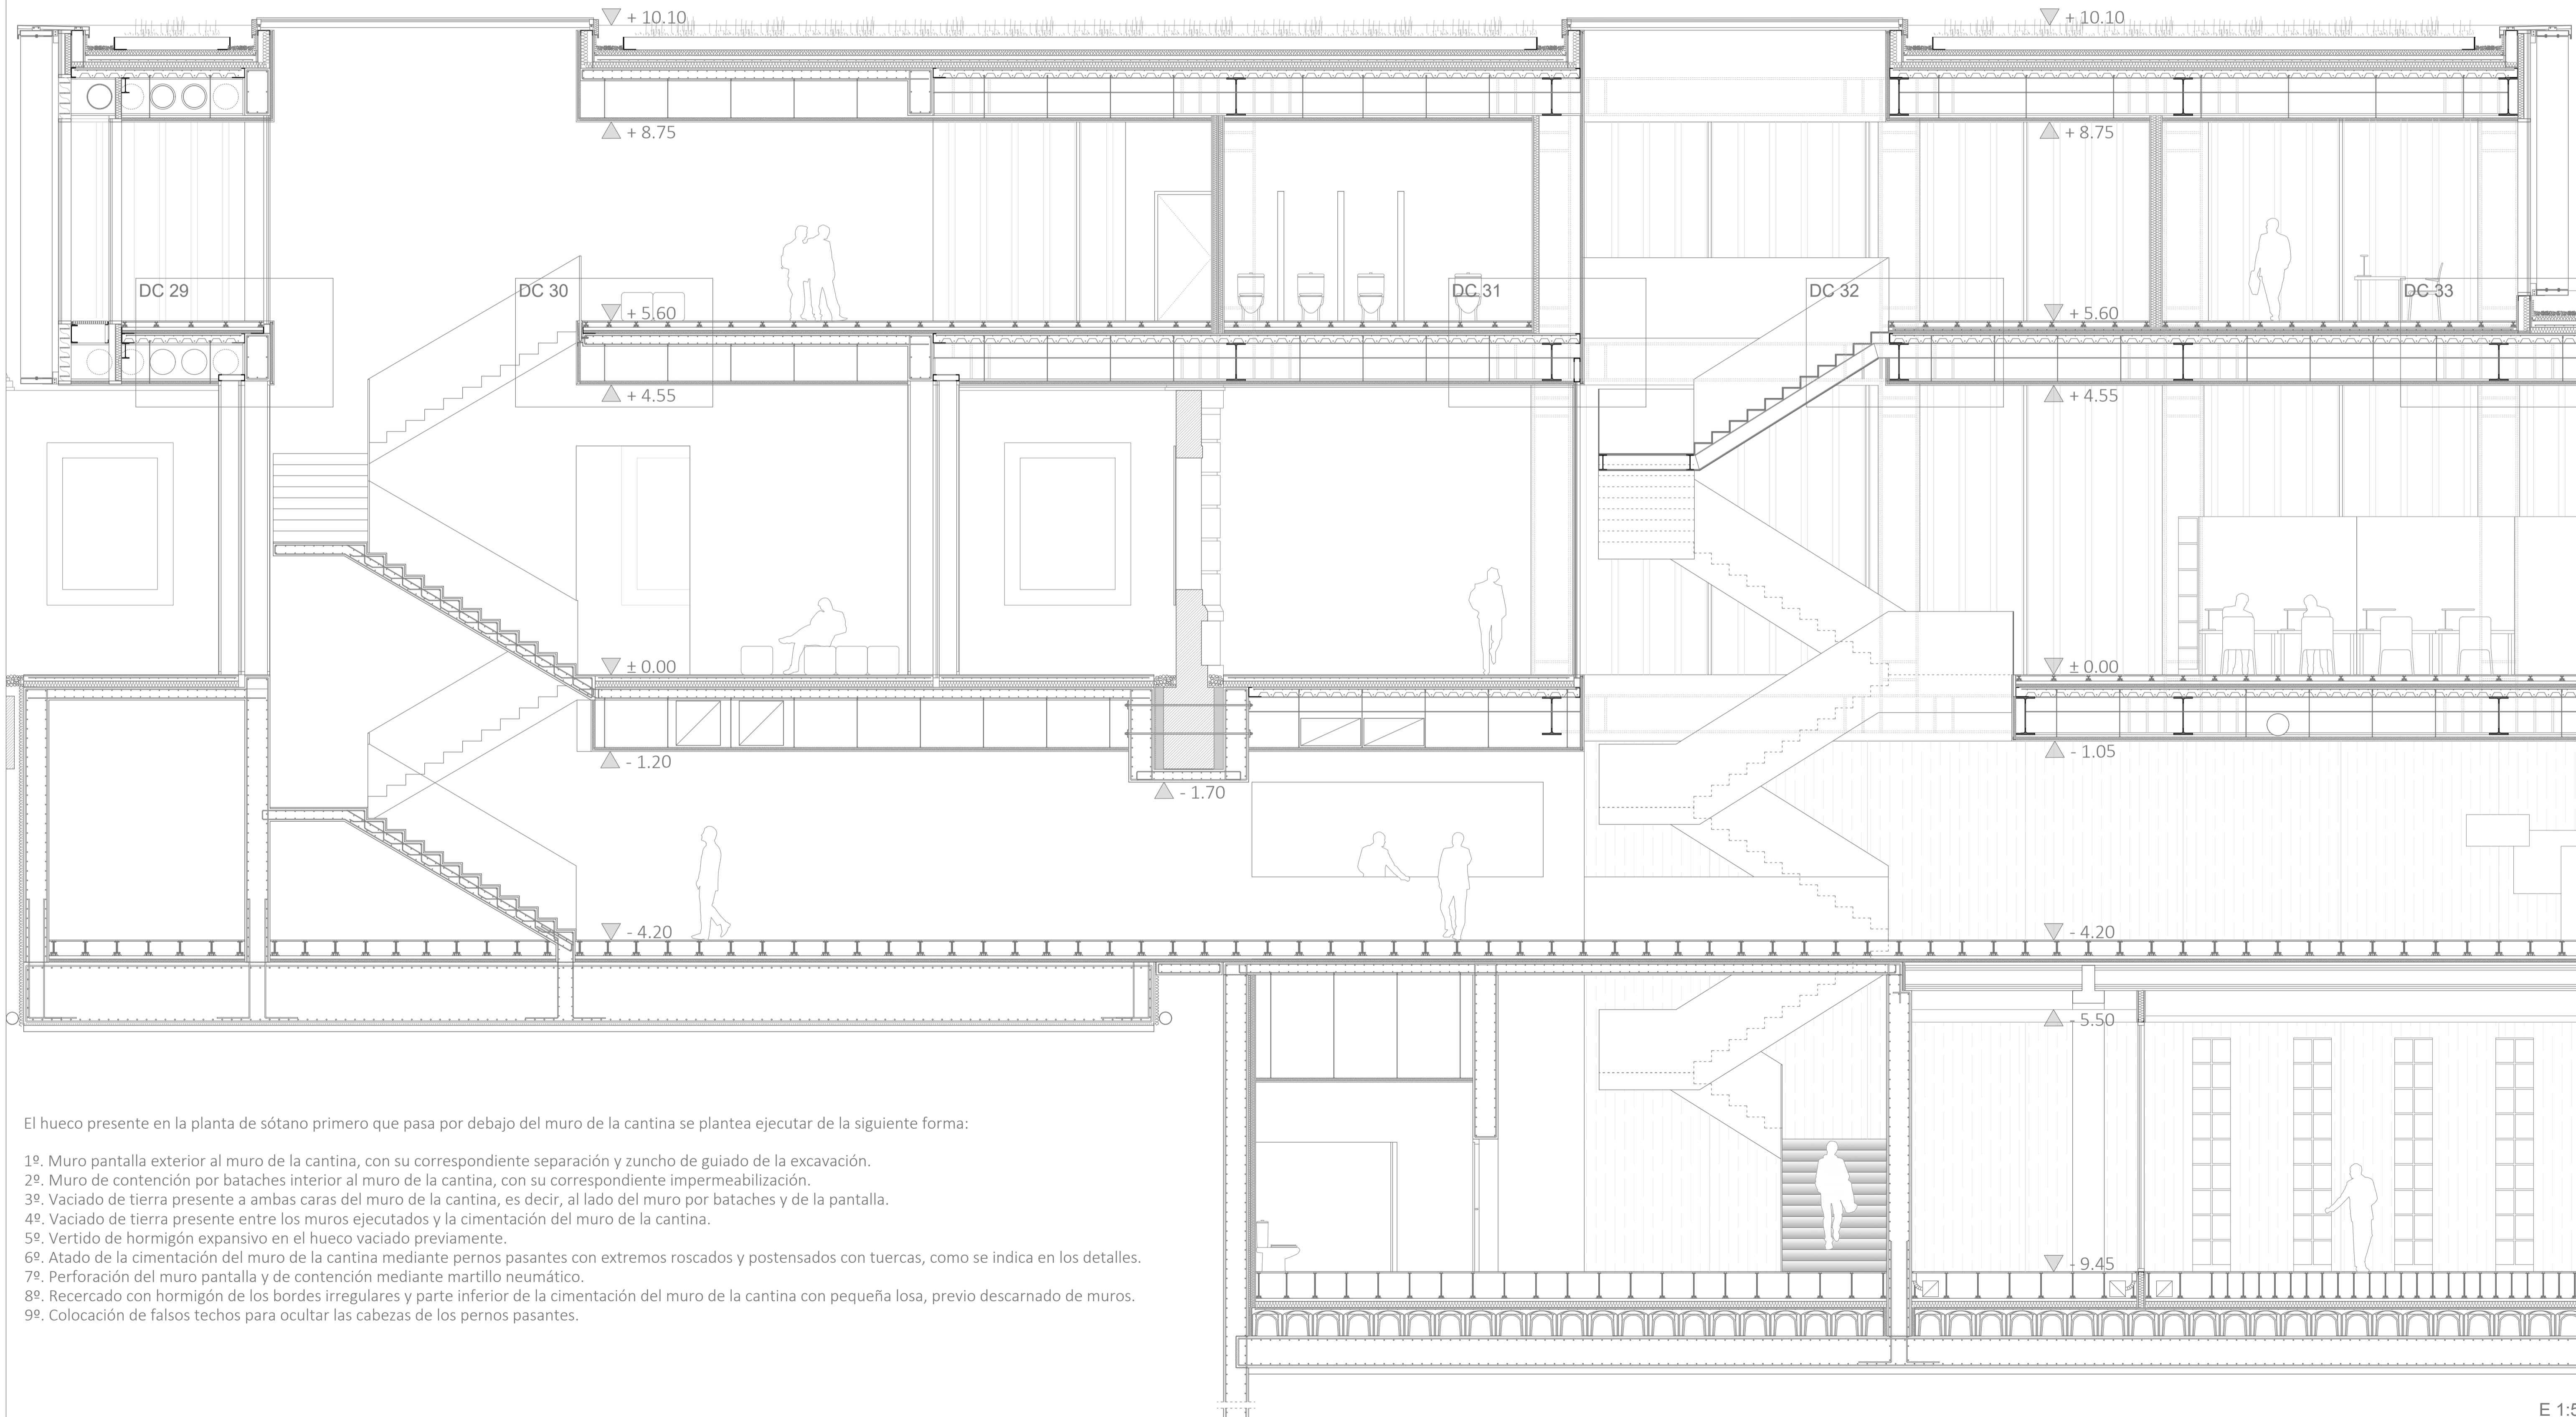 + 10.10
+ 10.10
+ 8.75
+ 8.75
DC 29
DC 30
DC 31
DC 32
DC 33
+ 5.60
+ 5.60
+ 4.55
+ 4.55
± 0.00
± 0.00
- 1.20
- 1.05
- 1.70
- 4.20
- 4.20
- 5.50
- 9.45
El hueco presente en la planta de sótano primero que pasa por debajo del muro de la cantina se plantea ejecutar de la siguiente forma:
1º. Muro pantalla exterior al muro de la cantina, con su correspondiente separación y zuncho de guiado de la excavación.
2º. Muro de contención por bataches interior al muro de la cantina, con su correspondiente impermeabilización.
3º. Vaciado de tierra presente a ambas caras del muro de la cantina, es decir, al lado del muro por bataches y de la pantalla.
4º. Vaciado de tierra presente entre los muros ejecutados y la cimentación del muro de la cantina.
5º. Vertido de hormigón expansivo en el hueco vaciado previamente.
6º. Atado de la cimentación del muro de la cantina mediante pernos pasantes con extremos roscados y postensados con tuercas, como se indica en los detalles.
7º. Perforación del muro pantalla y de contención mediante martillo neumático.
8º. Recercado con hormigón de los bordes irregulares y parte inferior de la cimentación del muro de la cantina con pequeña losa, previo descarnado de muros.
9º. Colocación de falsos techos para ocultar las cabezas de los pernos pasantes.
E